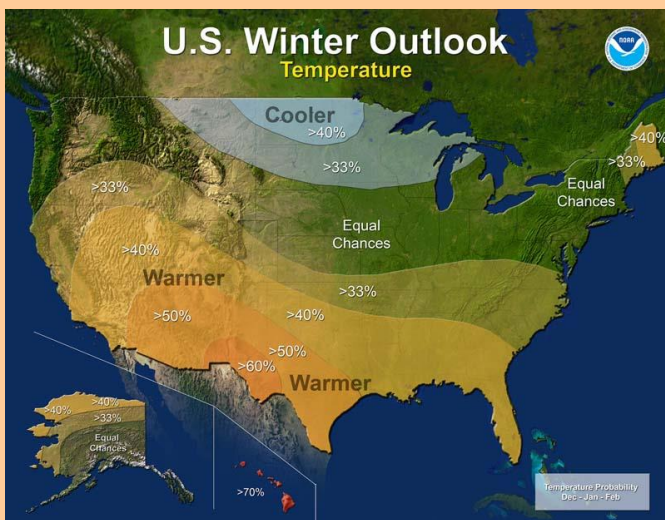 U.S. Winter Outlook
Temperature
NOAA
Cooler
>40%
>33%
>40%
>33%
Equal
Chances
>33%
Equal
Chances
>40%
Warmer
>33%
>50%
>40%
>50%
>60%
Warmer
>40%
>40%
>33%
Equal
Chances
>70%
Temperature Probability
Dec - Jan - Feb